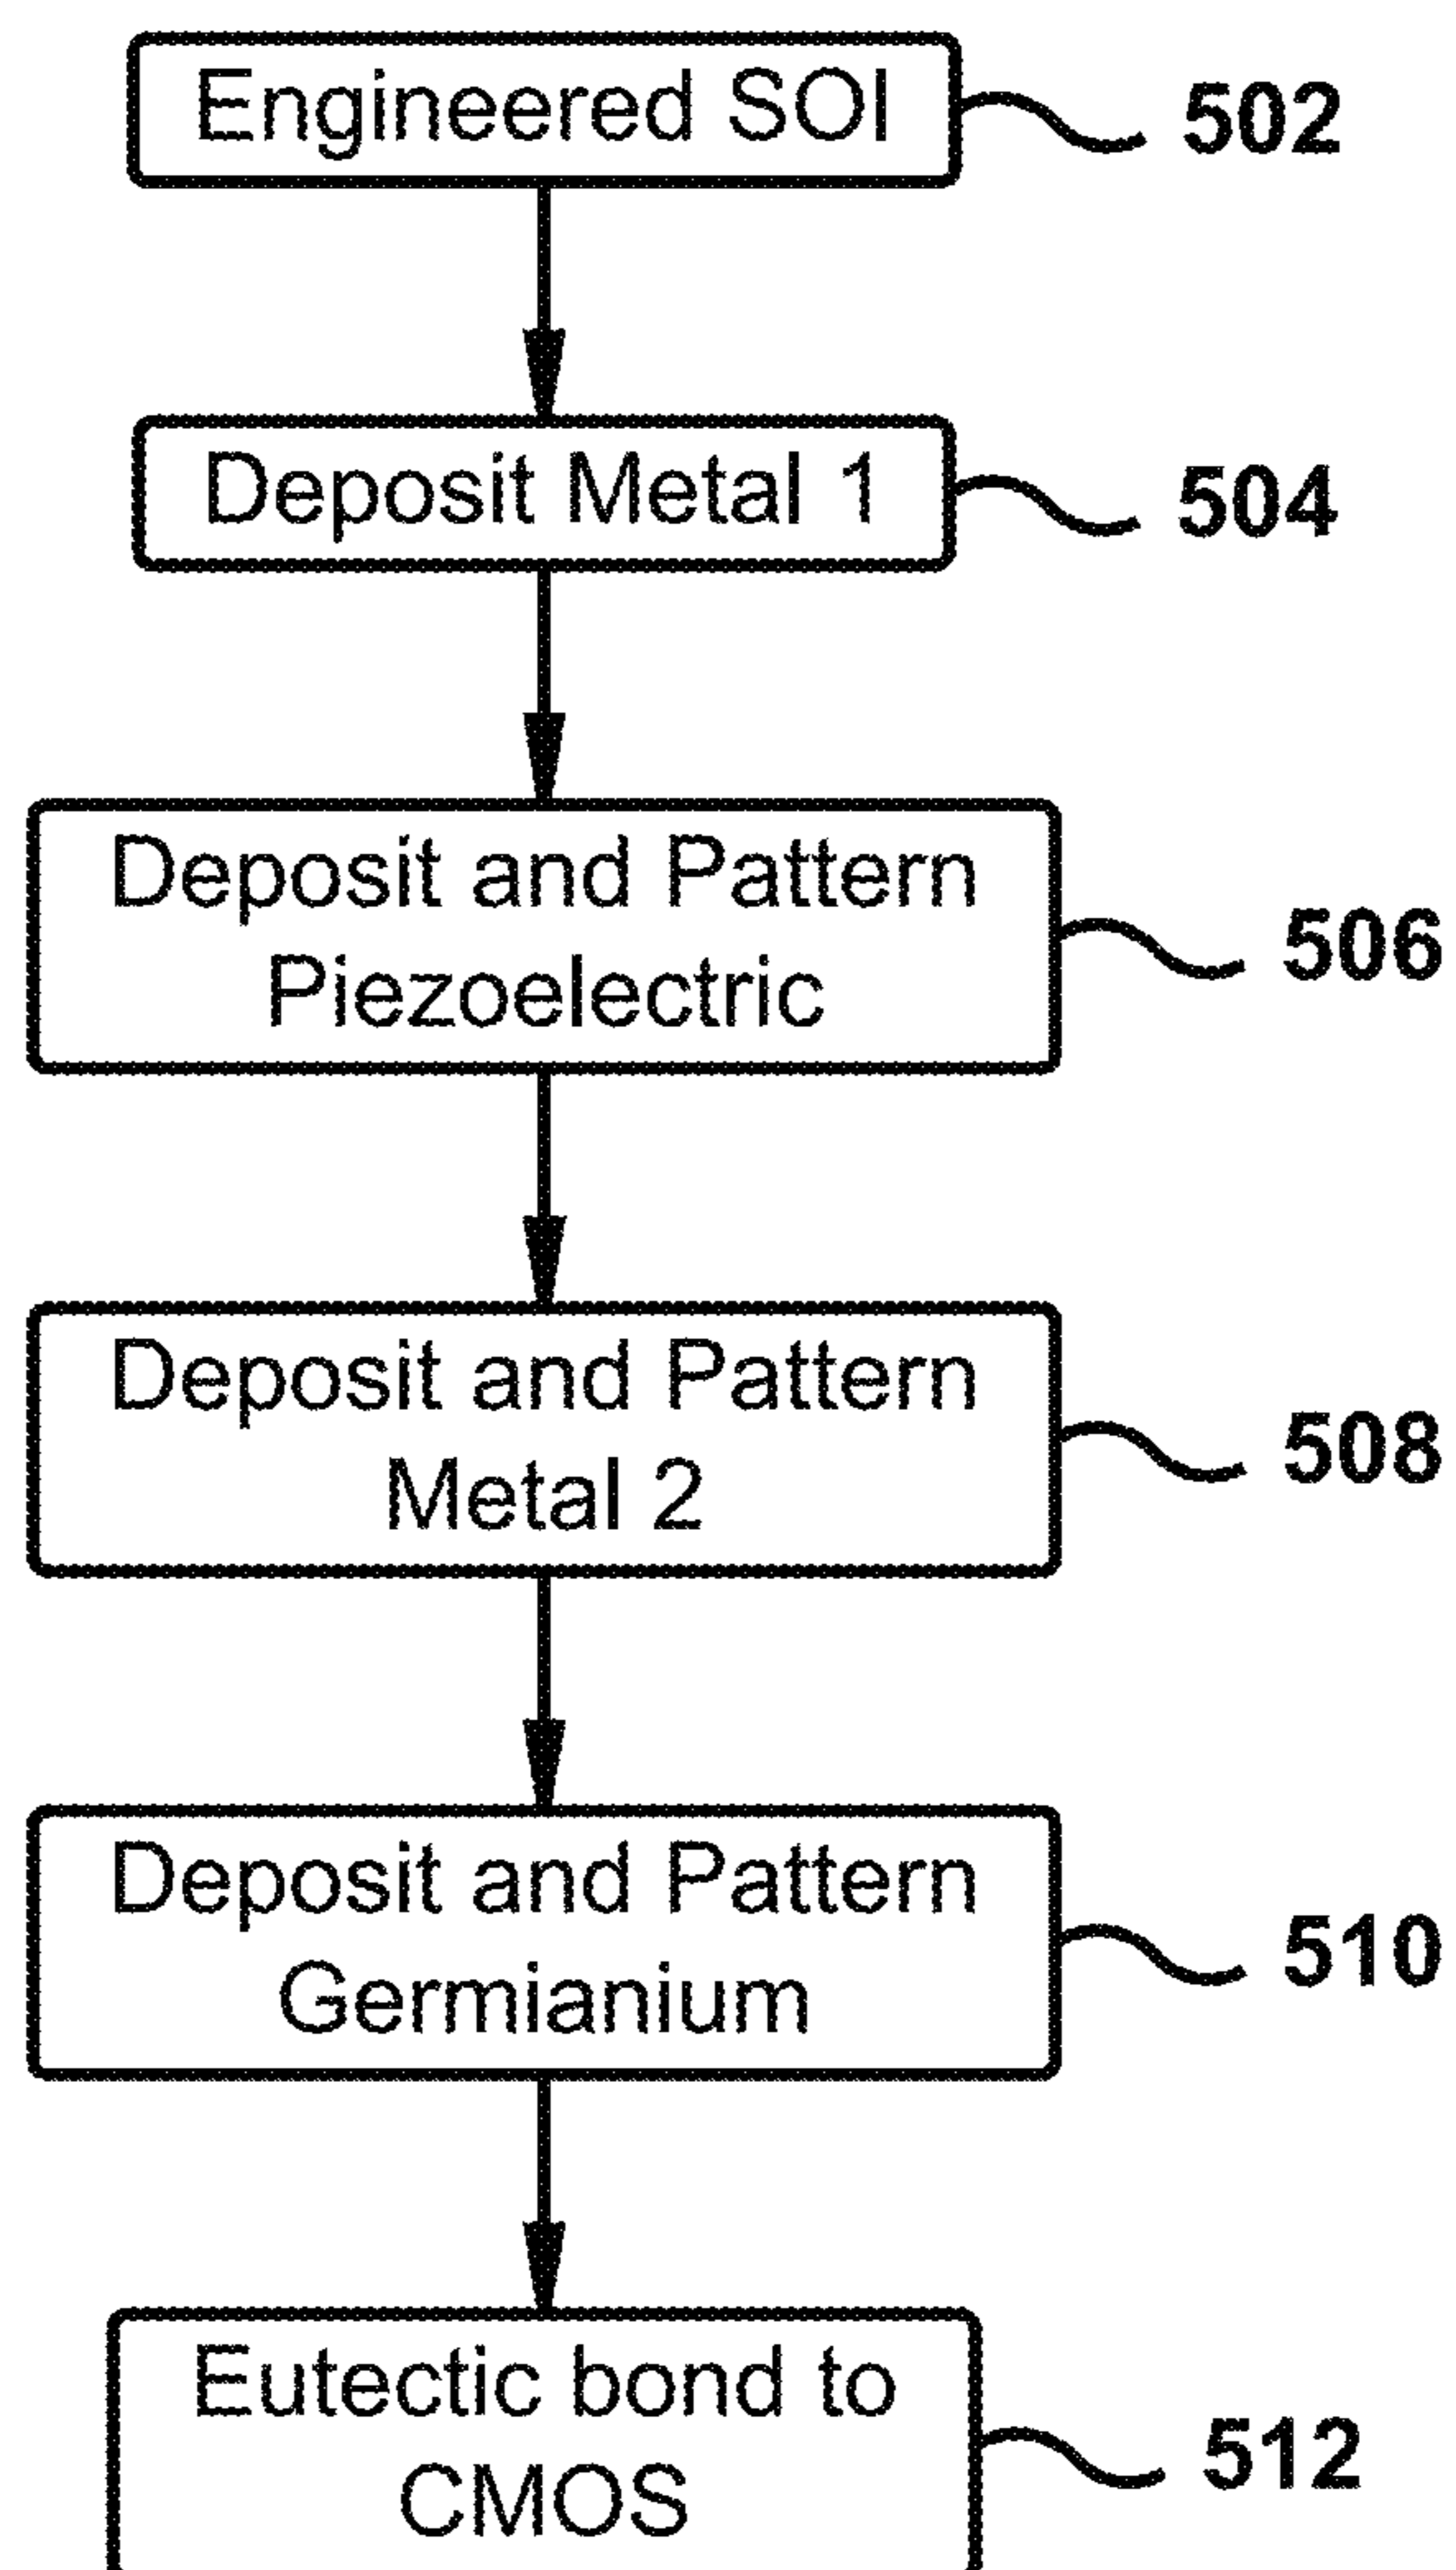 Engineered SOI
502
Deposit Metal 1
504
Deposit and Pattern
Piezoelectric
506
Deposit and Pattern
Metal 2
508
Deposit and Pattern
Germianium
510
Eutectic bond to
CMOS
512